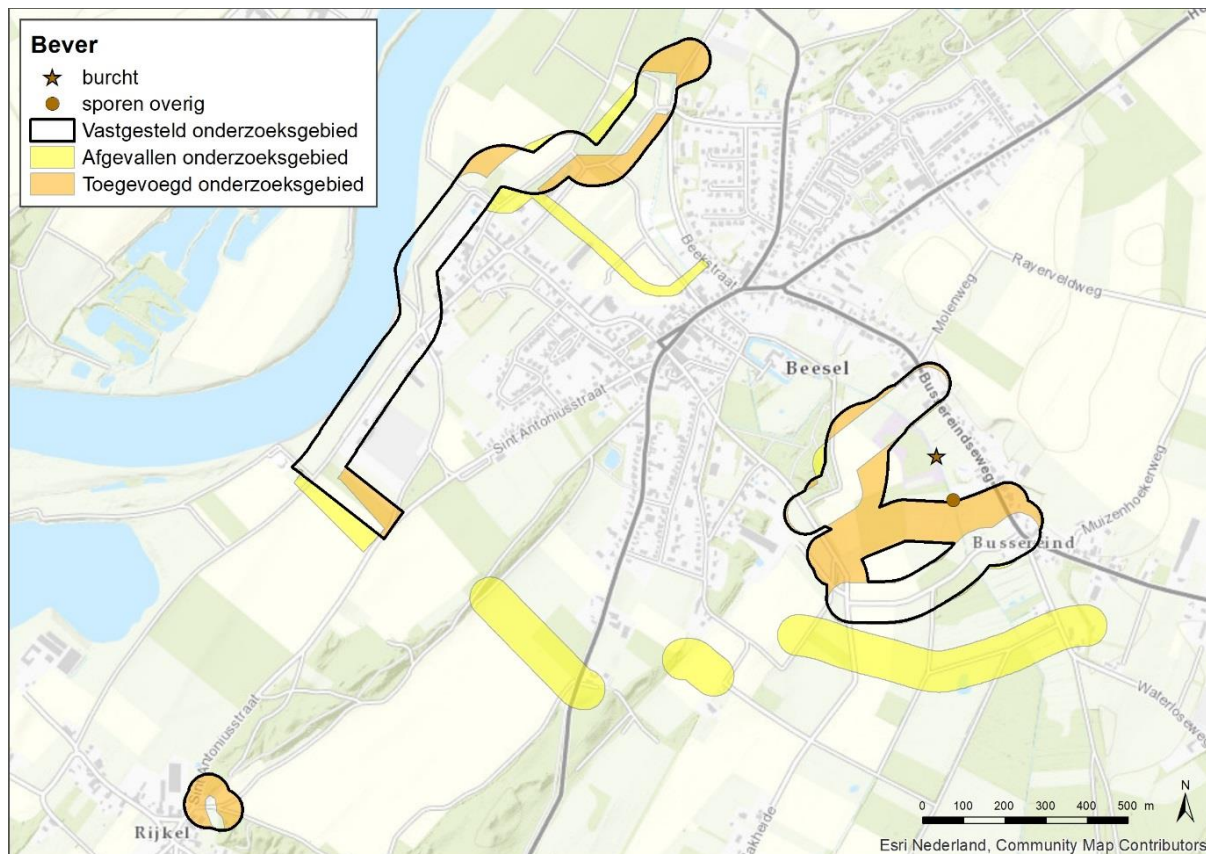 Bever
burcht
sporen overig
Vastgesteld onderzoeksgebied
Afgevallen onderzoeksgebied
Toegevoegd onderzoeksgebied
Beekstraat
Rayerveldweg
Molenweg
Beesel
Bussereindseweg
Sint Antoniusstraat
Muizenhoekerweg
Bussereind
Waterloseweg
Sint Antoniusstraat
Rijkel
N
0 100 200 300 400 500 m
Esri Nederland, Community Map Contributors